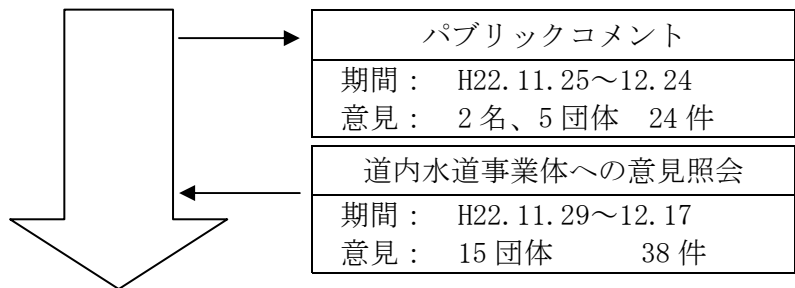 パブリックコメント
期間： H22.11.25～12.24
意見： 2名、5団体 24件
道内水道事業体への意見照会
期間： H22.11.29～12.17
意見： 15団体 38件